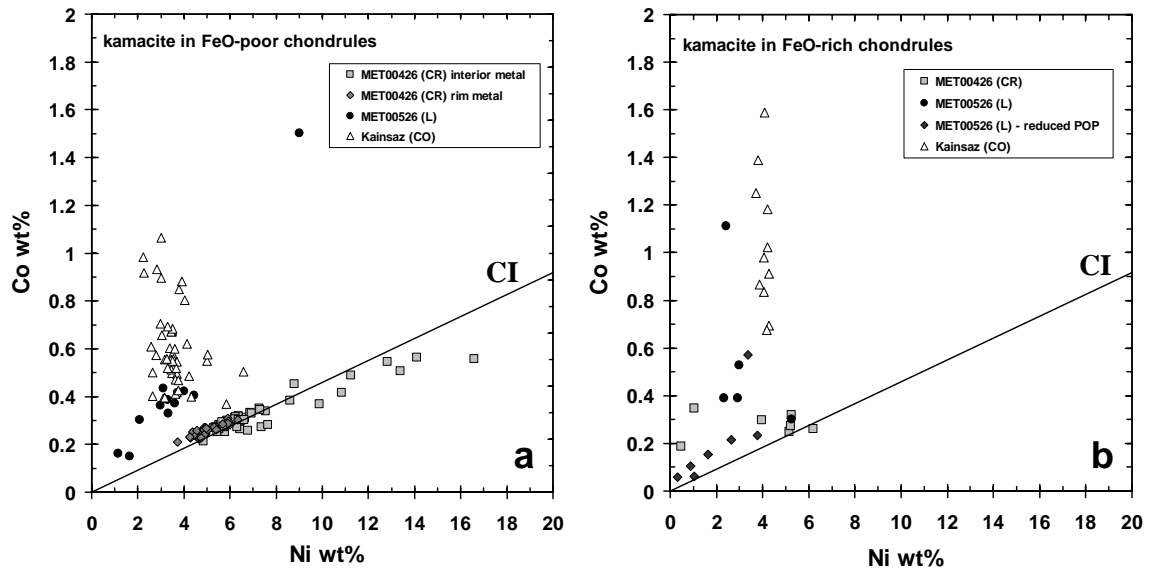 kamacite in FeO-poor chondrules
MET00426 (CR) interior metal
MET00426 (CR) rim metal
MET00526 (L)
Kainsaz (CO)
CI
a
Co wt%
2
1.8
1.6
1.4
1.2
1
0.8
0.6
0.4
0.2
0
0 2 4 6 8 10 12 14 16 18 20
Ni wt%
kamacite in FeO-rich chondrules
MET00426 (CR)
MET00526 (L)
MET00526 (L) - reduced POP
Kainsaz (CO)
CI
b
Co wt%
2
1.8
1.6
1.4
1.2
1
0.8
0.6
0.4
0.2
0
0 2 4 6 8 10 12 14 16 18 20
Ni wt%